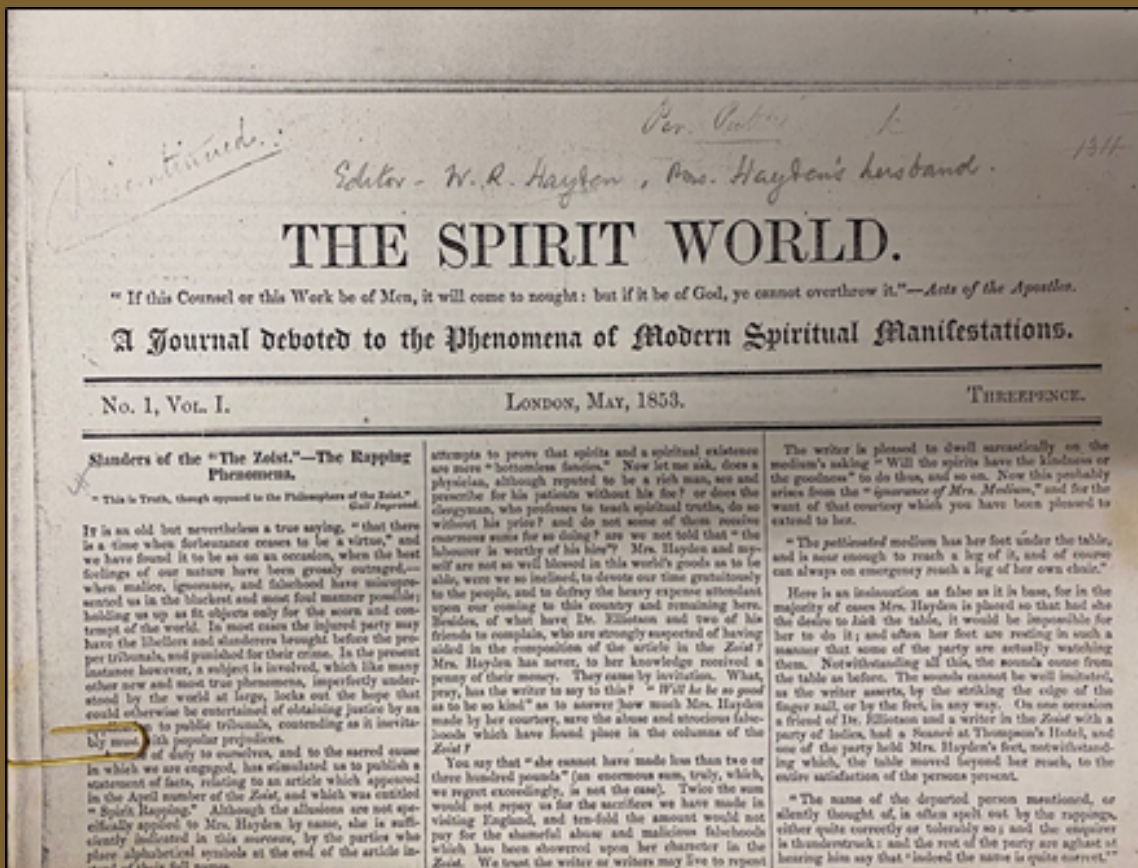 Discontinued.
Per. Publ
Editor - W. R. Hayden, Mrs. Hayden's husband.
134
THE SPIRIT WORLD.
" If this Counsel or this Work be of Men, it will come to nought : but if it be of God, ye cannot overthrow it."—Acts of the Apostles.
A Journal devoted to the Phenomena of Modern Spiritual Manifestations.
No. 1, VOL. I.
LONDON, MAY, 1853.
THREEPENCE.
Slanders of the "The Zoist."—The Rapping
Phenomena.
" This is Truth, though opposed to the Philosophers of the Zoist."
Gall Improved.
IT is an old but nevertheless a true saying, "that there
is a time when forbearance ceases to be a virtue," and
we have found it to be so on an occasion, when the best
feelings of our nature have been grossly outraged,—
when malice, ignorance, and falsehood have misrepre-
sented us in the blackest and most foul manner possible;
holding us up as fit objects only for the scorn and con-
tempt of the world. In most cases the injured party may
have the libellers and slanderers brought before the pro-
per tribunals, and punished for their crime. In the present
instance however, a subject is involved, which like many
other new and most true phenomena, imperfectly under-
stood by the world at large, locks out the hope that
could otherwise be entertained of obtaining justice by an
to public tribunals, contending as it inevita-
bly must with popular prejudices.
of duty to ourselves, and to the sacred cause
in which we are engaged, has stimulated us to publish a
statement of facts, relating to an article which appeared
in the April number of the Zoist, and which was entitled
"Spirit Rapping." Although the allusions are not spe-
cifically applied to Mrs. Hayden by name, she is suffi-
ciently indicated in this morceau, by the parties who
place alphabetical symbols at the end of the article in-
attempts to prove that spirits and a spiritual existence
are mere "bottomless fancies." Now let me ask, does a
physician, although reputed to be a rich man, see and
prescribe for his patients without his fee? or does the
clergyman, who professes to teach spiritual truths, do so
without his price? and do not some of them receive
enormous sums for so doing? are we not told that "the
labourer is worthy of his hire"? Mrs. Hayden and my-
self are not so well blessed in this world's goods as to be
able, were we so inclined, to devote our time gratuitously
to the people, and to defray the heavy expense attendant
upon our coming to this country and remaining here.
Besides, of what have Dr. Elliotson and two of his
friends to complain, who are strongly suspected of having
aided in the composition of the article in the Zoist?
Mrs. Hayden has never, to her knowledge received a
penny of their money. They came by invitation. What,
pray, has the writer to say to this? "Will he be so good
as to be so kind" as to answer how much Mrs. Hayden
made by her courtesy, save the abuse and atrocious false-
hoods which have found place in the columns of the
Zoist?
You say that "she cannot have made less than two or
three hundred pounds" (an enormous sum, truly, which,
we regret exceedingly, is not the case). Twice the sum
would not repay us for the sacrifices we have made in
visiting England, and ten-fold the amount would not
pay for the shameful abuse and malicious falsehoods
which has been showered upon her character in the
Zoist. We trust the writer or writers may live to repent
The writer is pleased to dwell sarcastically on the
medium's asking "Will the spirits have the kindness or
the goodness" to do thus, and so on. Now this probably
arises from the "ignorance of Mrs. Medium," and for the
want of that courtesy which you have been pleased to
extend to her.
"The petticoated medium has her feet under the table,
and is near enough to reach a leg of it, and of course
can always on emergency reach a leg of her own chair."
Here is an insinuation as false as it is base, for in the
majority of cases Mrs. Hayden is placed so that had she
the desire to kick the table, it would be impossible for
her to do it; and often her feet are resting in such a
manner that some of the party are actually watching
them. Notwithstanding all this, the sounds come from
the table as before. The sounds cannot be well imitated,
as the writer asserts, by the striking the edge of the
finger nail, or by the feet, in any way. On one occasion
a friend of Dr. Elliotson and a writer in the Zoist with a
party of ladies, had a Seance at Thompson's Hotel, and
one of the party held Mrs. Hayden's feet, notwithstand-
ing which, the table moved beyond her reach, to the
entire satisfaction of the persons present.
"The name of the departed person mentioned, or
silently thought of, is often spelt out by the rappings,
either quite correctly or tolerably so; and the enquirer
is thunderstruck: and the rest of the party are aghast at
hearing him say that "indeed the name is quite correct."